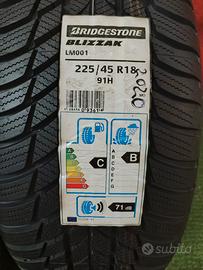 BRIDGESTONE
BLIZZAK
LM001
225/45 R18
91H
2020
C
B
71
subito